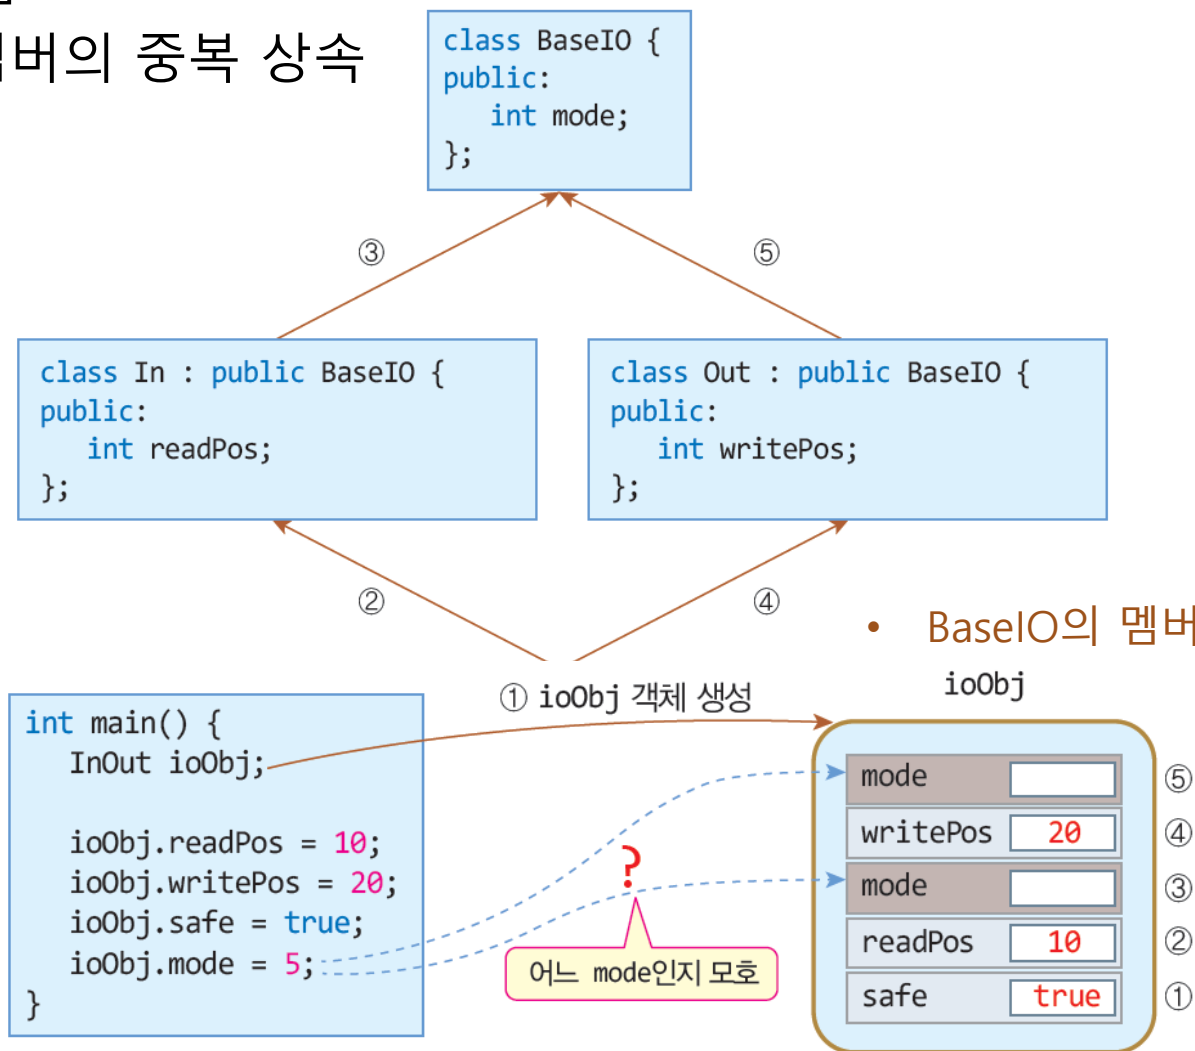 버의 중복 상속
class BaseIO {
public:
int mode;
};
③
⑤
class In : public BaseIO {
public:
int readPos;
};
class Out : public BaseIO {
public:
int writePos;
};
②
④
• BaseIO의 멤버
int main() {
InOut ioObj;
ioObj.readPos = 10;
ioObj.writePos = 20;
ioObj.safe = true;
ioObj.mode = 5;
}
① ioObj 객체 생성
?
어느 mode인지 모호
ioObj
mode ⑤
writePos 20 ④
mode ③
readPos 10 ②
safe true ①